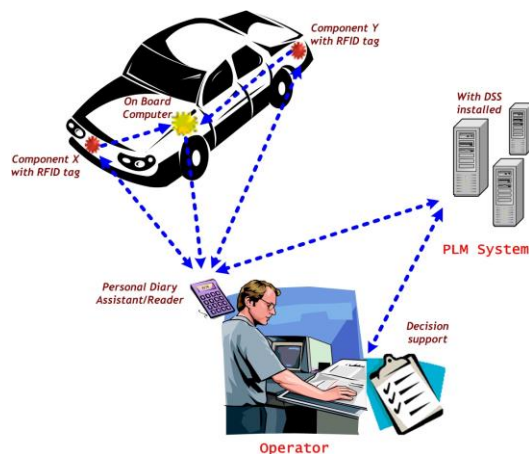 Component Y
with RFID tag
On Board
Computer
Component X
with RFID tag
With DSS
installed
PLM System
Personal Diary
Assistant/Reader
Decision
support
Operator